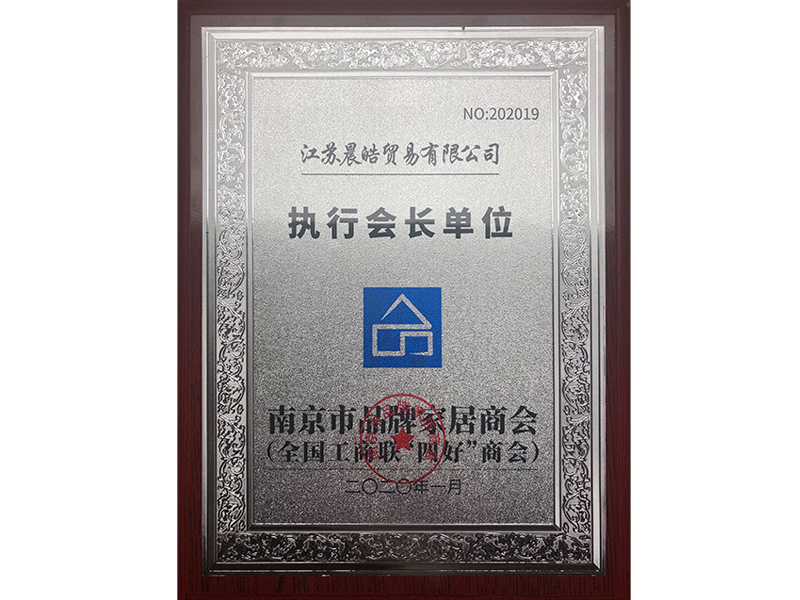 NO:202019
江苏晨皓贸易有限公司
执行会长单位
南京市品牌家居商会
(全国工商联“四好”商会)
二〇二〇年一月